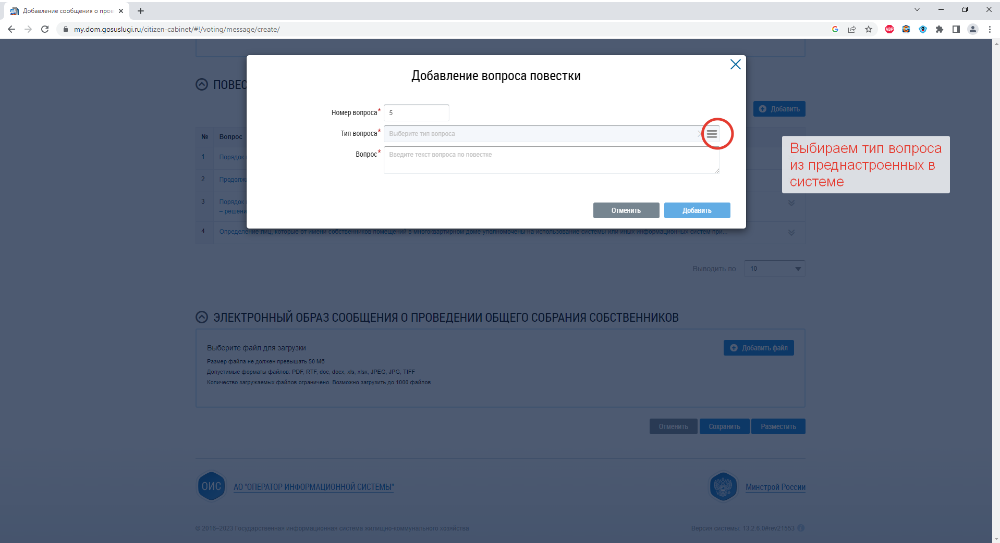 Добавление сообщения о пров
my.dom.gosuslugi.ru/citizen-cabinet/#!/voting/message/create/
ABP
Добавление вопроса повестки
ПОВЕС
Номер вопроса* 5
Добавить
Тип вопроса* Выберите тип вопроса
№ Вопрос
Вопрос* Введите текст вопроса по повестке
Выбираем тип вопроса
из преднастроенных в
системе
1 Порядок
2 Продолж
3 Порядок
– решени
Отменить Добавить
4 Определение лиц, которые от имени собственников помещений в многоквартирном доме уполномочены на использование системы или иных информационных систем при...
Выводить по 10
ЭЛЕКТРОННЫЙ ОБРАЗ СООБЩЕНИЯ О ПРОВЕДЕНИИ ОБЩЕГО СОБРАНИЯ СОБСТВЕННИКОВ
Выберите файл для загрузки
Добавить файл
Размер файла не должен превышать 50 Мб
Допустимые форматы файлов: PDF, RTF, doc, docx, xls, xlsx, JPEG, JPG, TIFF
Количество загружаемых файлов ограничено. Возможно загрузить до 1000 файлов
Отменить Сохранить Разместить
ОИС АО "ОПЕРАТОР ИНФОРМАЦИОННОЙ СИСТЕМЫ"
Минстрой России
© 2016–2023 Государственная информационная система жилищно-коммунального хозяйства
Версия системы: 13.2.6.0#rev21553